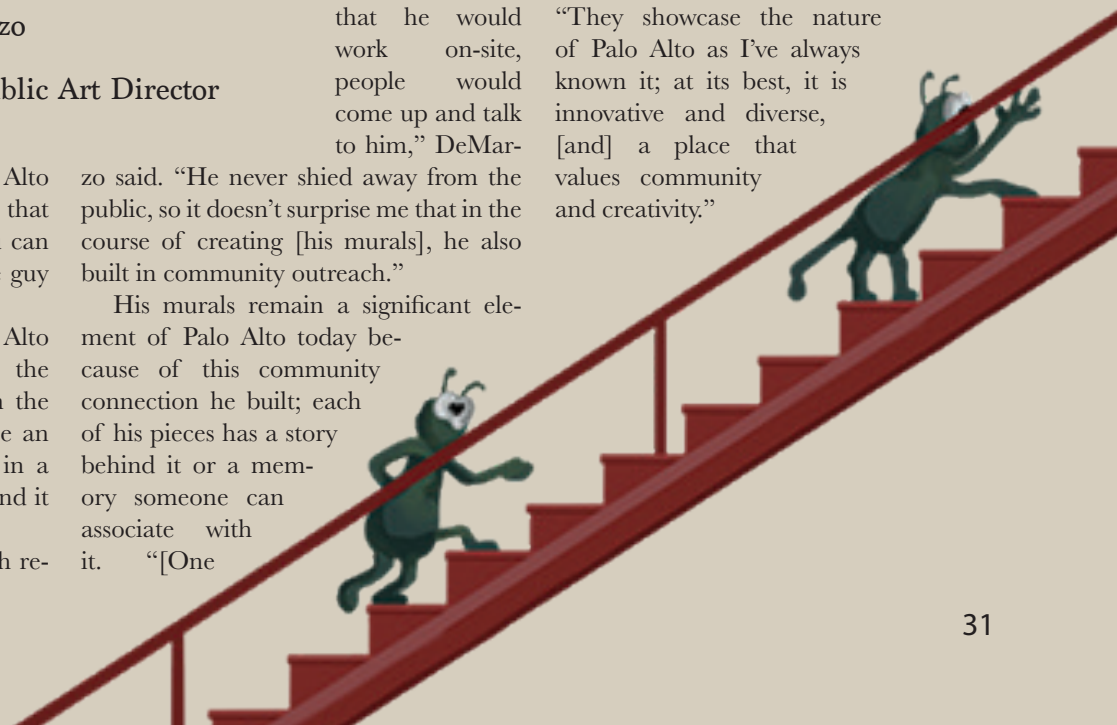 zo
blic Art Director
Alto
that
can
guy
Alto
the
the
e an
in a
nd it
h re-
that he would
work on-site,
people would
come up and talk
to him,” DeMar-
zo said. “He never shied away from the
public, so it doesn’t surprise me that in the
course of creating [his murals], he also
built in community outreach.”
His murals remain a significant ele-
ment of Palo Alto today be-
cause of this community
connection he built; each
of his pieces has a story
behind it or a mem-
ory someone can
associate with
it. “[One
“They showcase the nature
of Palo Alto as I’ve always
known it; at its best, it is
innovative and diverse,
[and] a place that
values community
and creativity.”
31